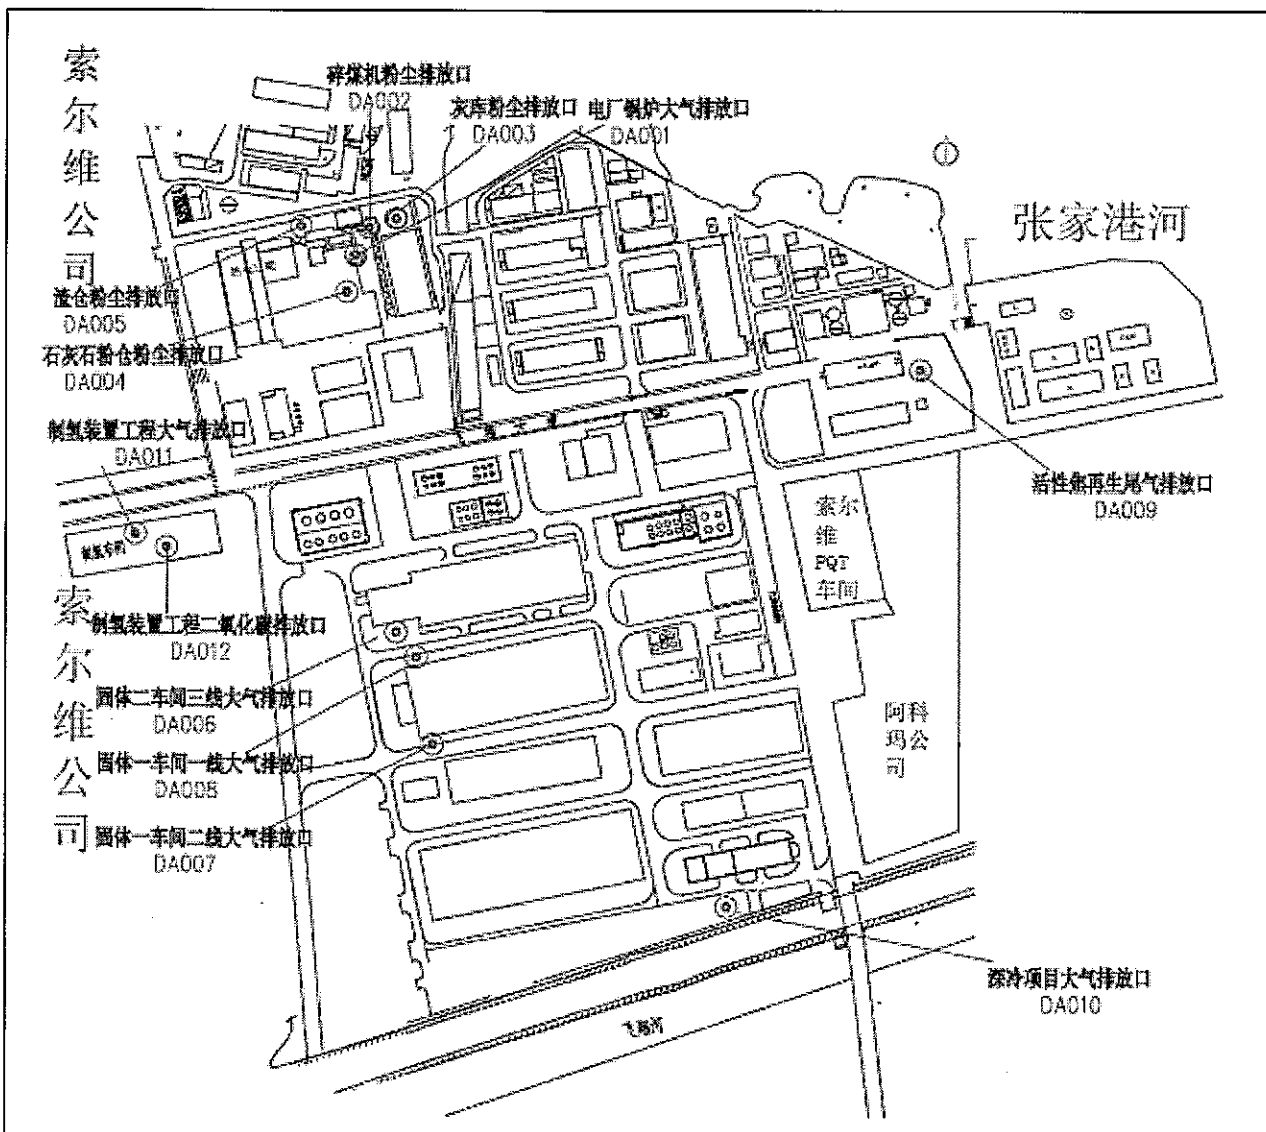 索尔维公司
碎煤机粉尘排放口
DA002
灰库粉尘排放口
DA003
电厂锅炉大气排放口
DA001
张家港河
渣仓粉尘排放口
DA005
石灰石粉仓粉尘排放口
DA004
制氢装置工程大气排放口
DA011
活性焦再生尾气排放口
DA009
索尔
维
PQT
车间
制氢装置工程二氧化碳排放口
DA012
索尔维公司
固体二车间三线大气排放口
DA006
阿科
玛公
司
固体一车间一线大气排放口
DA008
固体一车间二线大气排放口
DA007
深冷项目大气排放口
DA010
飞翔河